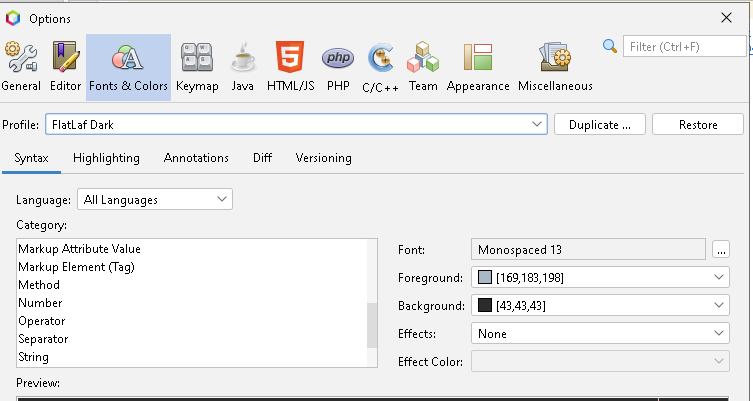 Options
Filter (Ctrl+F)
General Editor Fonts & Colors Keymap Java HTML/JS PHP C/C++ Team Appearance Miscellaneous
Profile: FlatLaf Dark Duplicate ... Restore
Syntax Highlighting Annotations Diff Versioning
Language: All Languages
Category:
Markup Attribute Value
Markup Element (Tag)
Method
Number
Operator
Separator
String
Font: Monospaced 13 ...
Foreground: [169,183,198]
Background: [43,43,43]
Effects: None
Effect Color:
Preview: